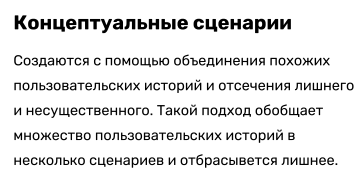 Концептуальные сценарии
Создаются с помощью объединения похожих
пользовательских историй и отсечения лишнего
и несущественного. Такой подход обобщает
множество пользовательских историй в
несколько сценариев и отбрасывется лишнее.